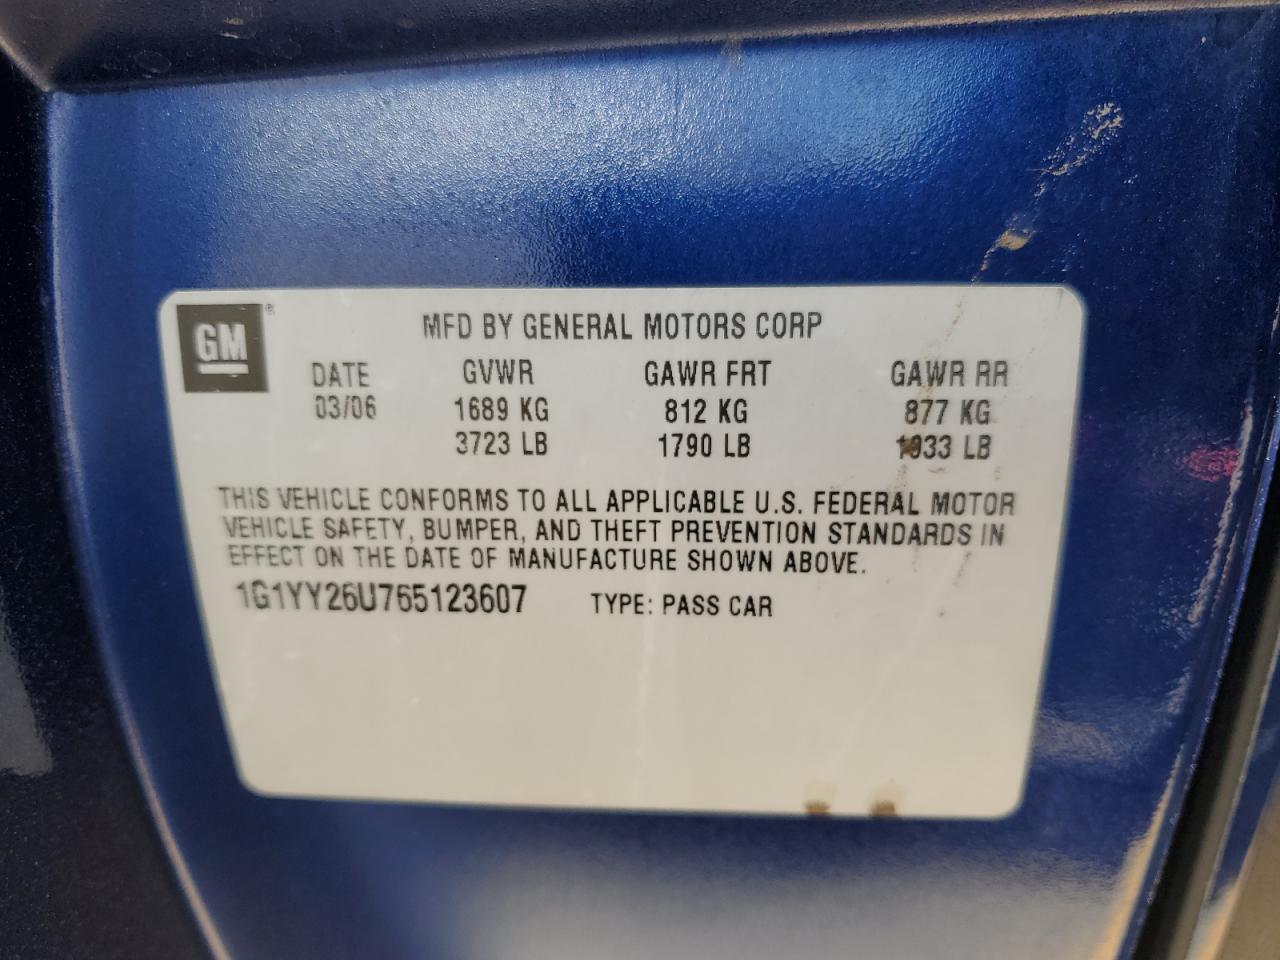 GM ®
MFD BY GENERAL MOTORS CORP
DATE GVWR GAWR FRT GAWR RR
03/06 1689 KG 812 KG 877 KG
3723 LB 1790 LB 1933 LB
THIS VEHICLE CONFORMS TO ALL APPLICABLE U.S. FEDERAL MOTOR
VEHICLE SAFETY, BUMPER, AND THEFT PREVENTION STANDARDS IN
EFFECT ON THE DATE OF MANUFACTURE SHOWN ABOVE.
1G1YY26U765123607 TYPE: PASS CAR